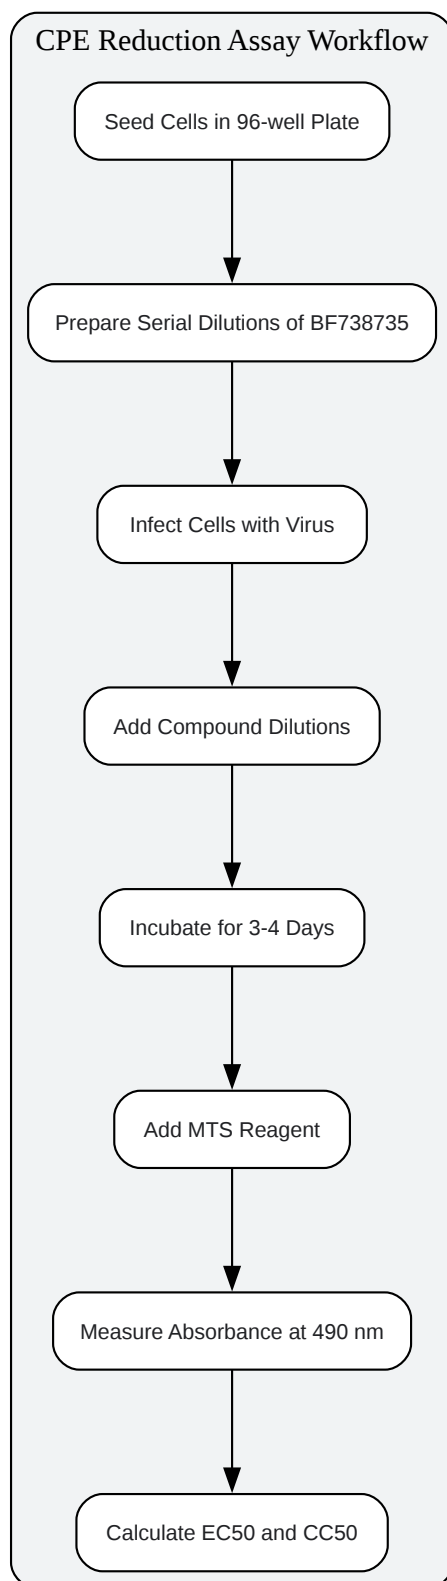 CPE Reduction Assay Workflow
Seed Cells in 96-well Plate
Prepare Serial Dilutions of BF738735
Infect Cells with Virus
Add Compound Dilutions
Incubate for 3-4 Days
Add MTS Reagent
Measure Absorbance at 490 nm
Calculate EC50 and CC50